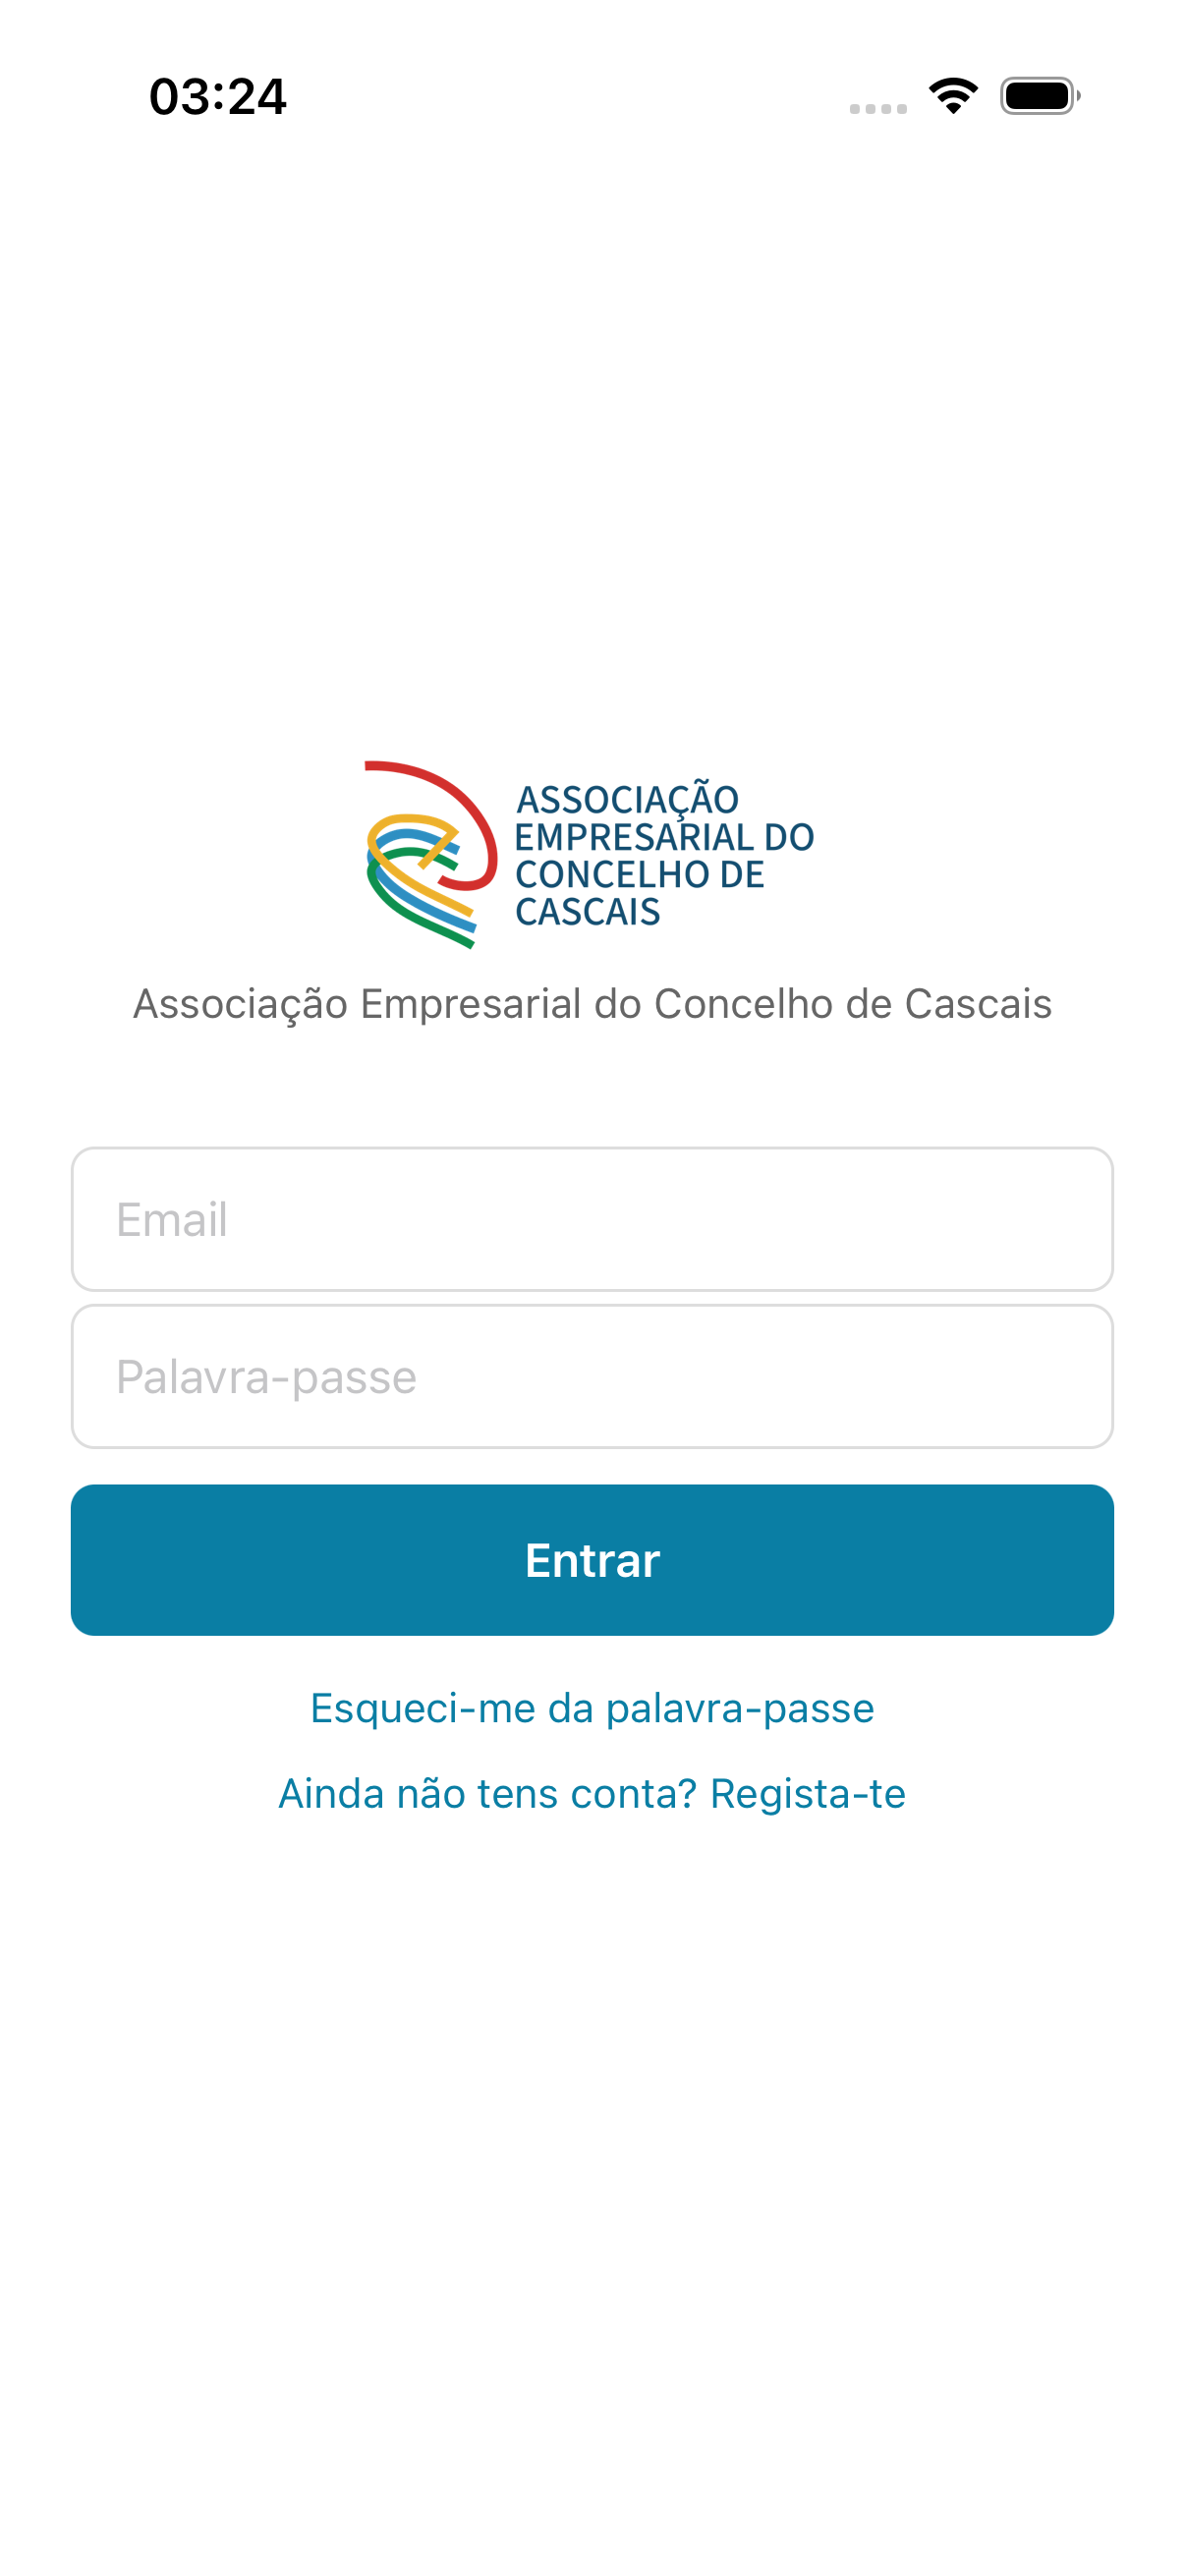 03:24
ASSOCIAÇÃO
EMPRESARIAL DO
CONCELHO DE
CASCAIS
Associação Empresarial do Concelho de Cascais
Email
Palavra-passe
Entrar
Esqueci-me da palavra-passe
Ainda não tens conta? Regista-te